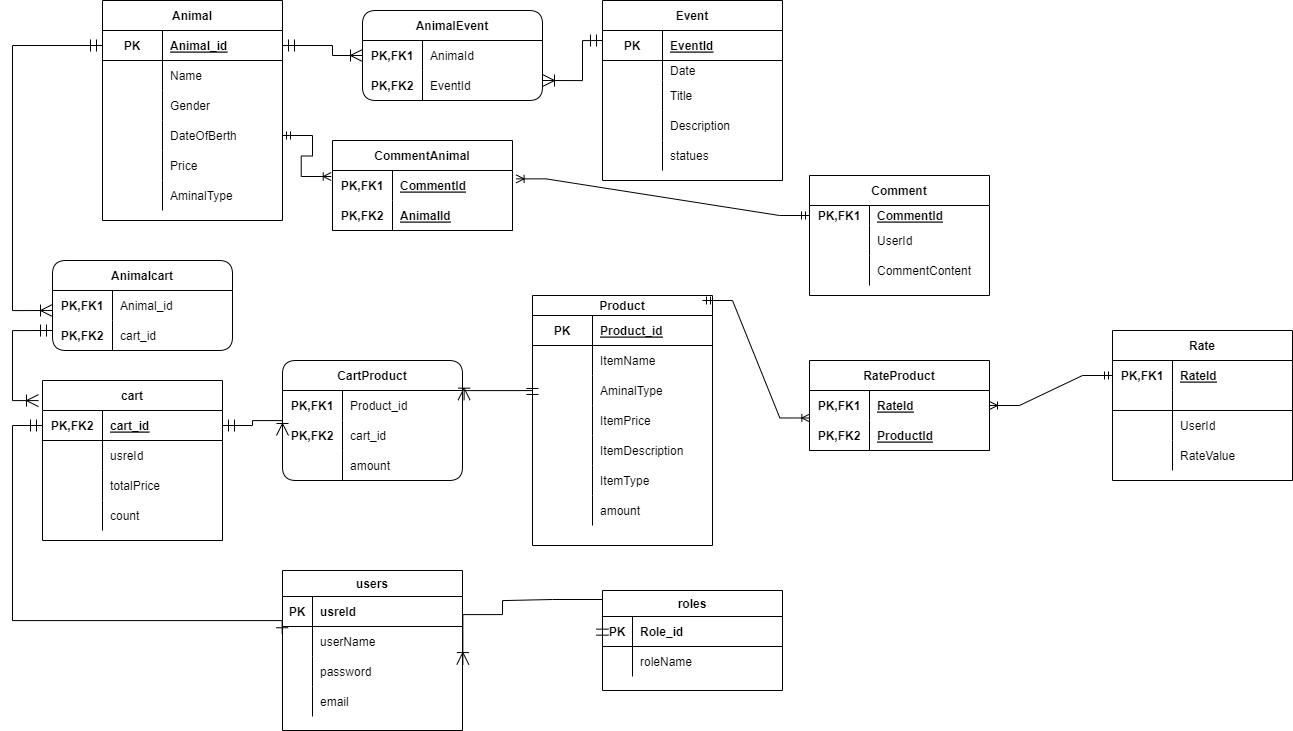 Animal
PK Animal_id
Name
Gender
DateOfBerth
Price
AminalType
AnimalEvent
PK,FK1 AnimaId
PK,FK2 EventId
Event
PK EventId
Date
Title
Description
statues
CommentAnimal
PK,FK1 CommentId
PK,FK2 AnimalId
Comment
PK,FK1 CommentId
UserId
CommentContent
Animalcart
PK,FK1 Animal_id
PK,FK2 cart_id
cart
PK,FK2 cart_id
usreId
totalPrice
count
CartProduct
PK,FK1 Product_id
PK,FK2 cart_id
amount
Product
PK Product_id
ItemName
AminalType
ItemPrice
ItemDescription
ItemType
amount
RateProduct
PK,FK1 RateId
PK,FK2 ProductId
Rate
PK,FK1 RateId
UserId
RateValue
users
PK usreId
userName
password
email
roles
PK Role_id
roleName